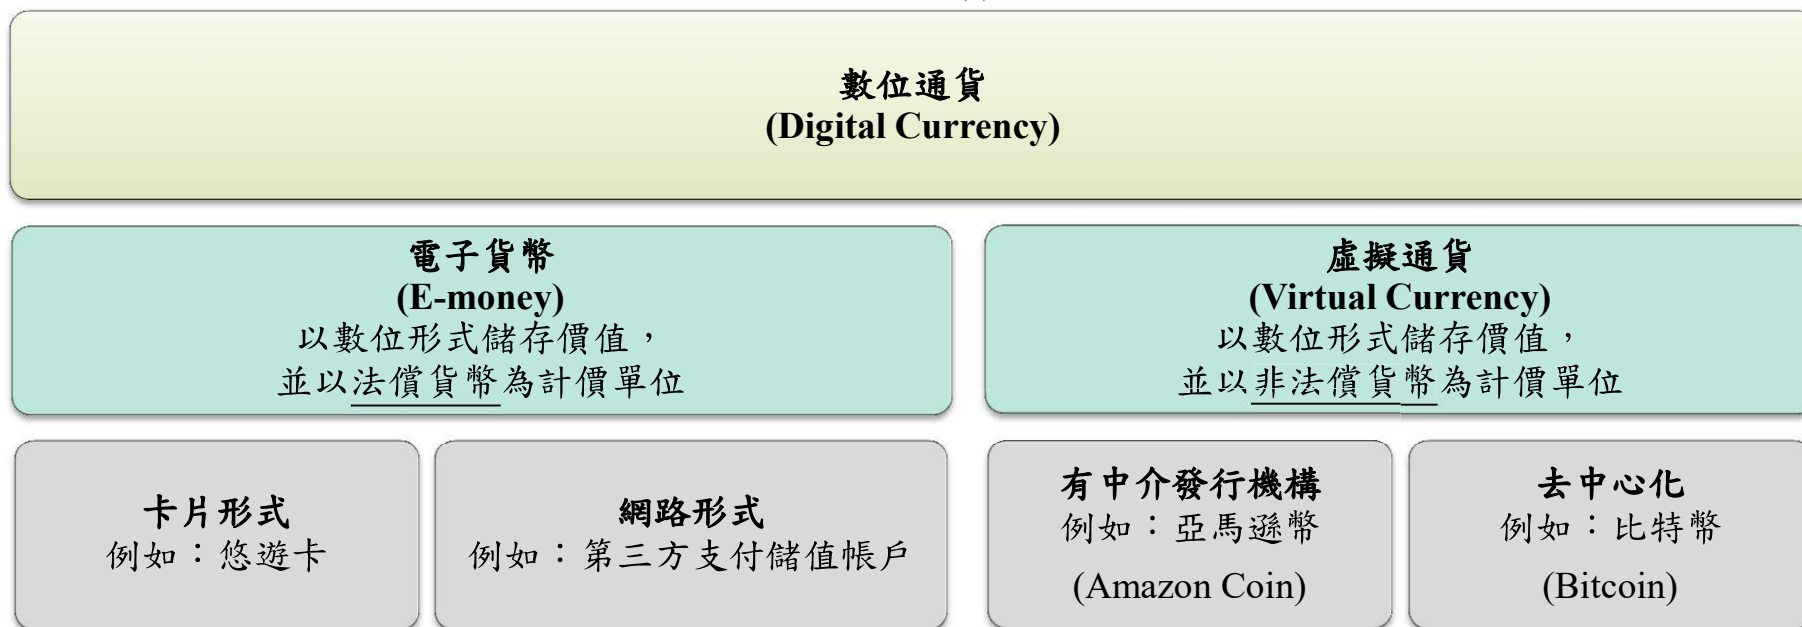 數位通貨
(Digital Currency)
電子貨幣
(E-money)
以數位形式儲存價值，
並以法償貨幣為計價單位
虛擬通貨
(Virtual Currency)
以數位形式儲存價值，
並以非法償貨幣為計價單位
卡片形式
例如：悠遊卡
網路形式
例如：第三方支付儲值帳戶
有中介發行機構
例如：亞馬遜幣
(Amazon Coin)
去中心化
例如：比特幣
(Bitcoin)